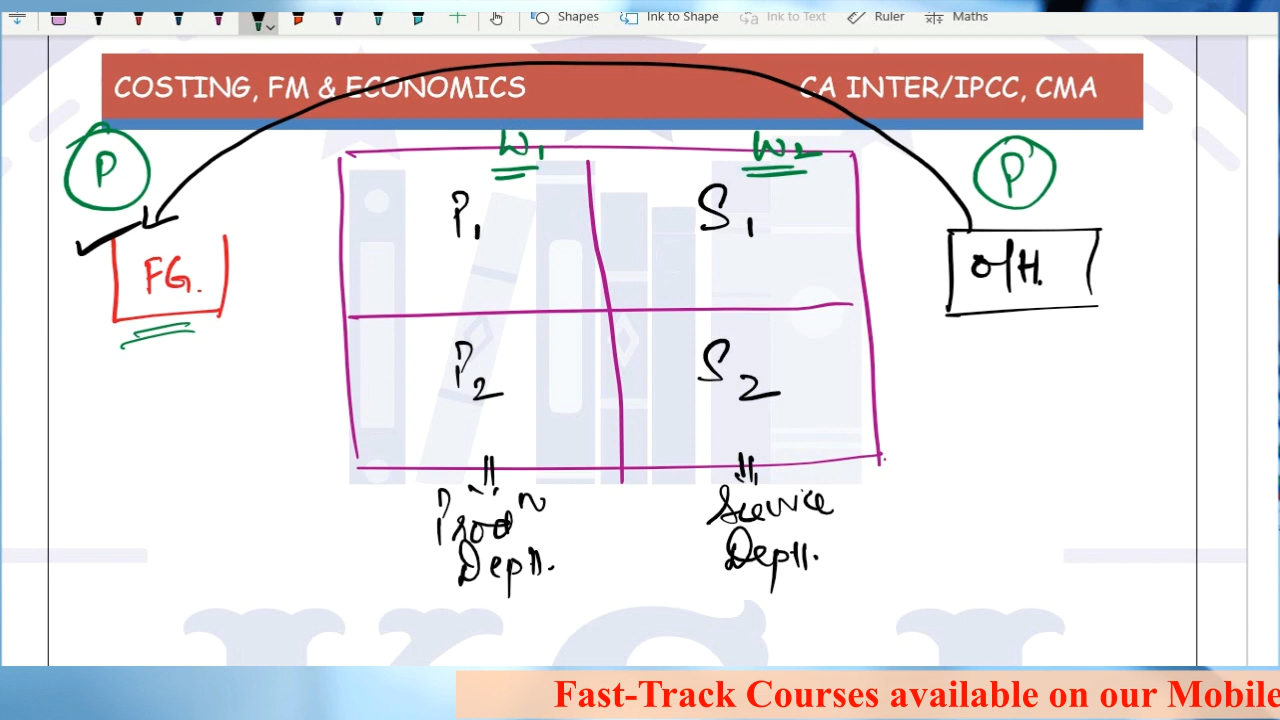 Shapes Ink to Shape Ink to Text Ruler Maths
COSTING, FM & ECONOMICS CA INTER/IPCC, CMA
P W1 W2 P
P1 S1
FG. O/H.
P2 S2
Prodn Service
Deptt. Deptt.
Fast-Track Courses available on our Mobile